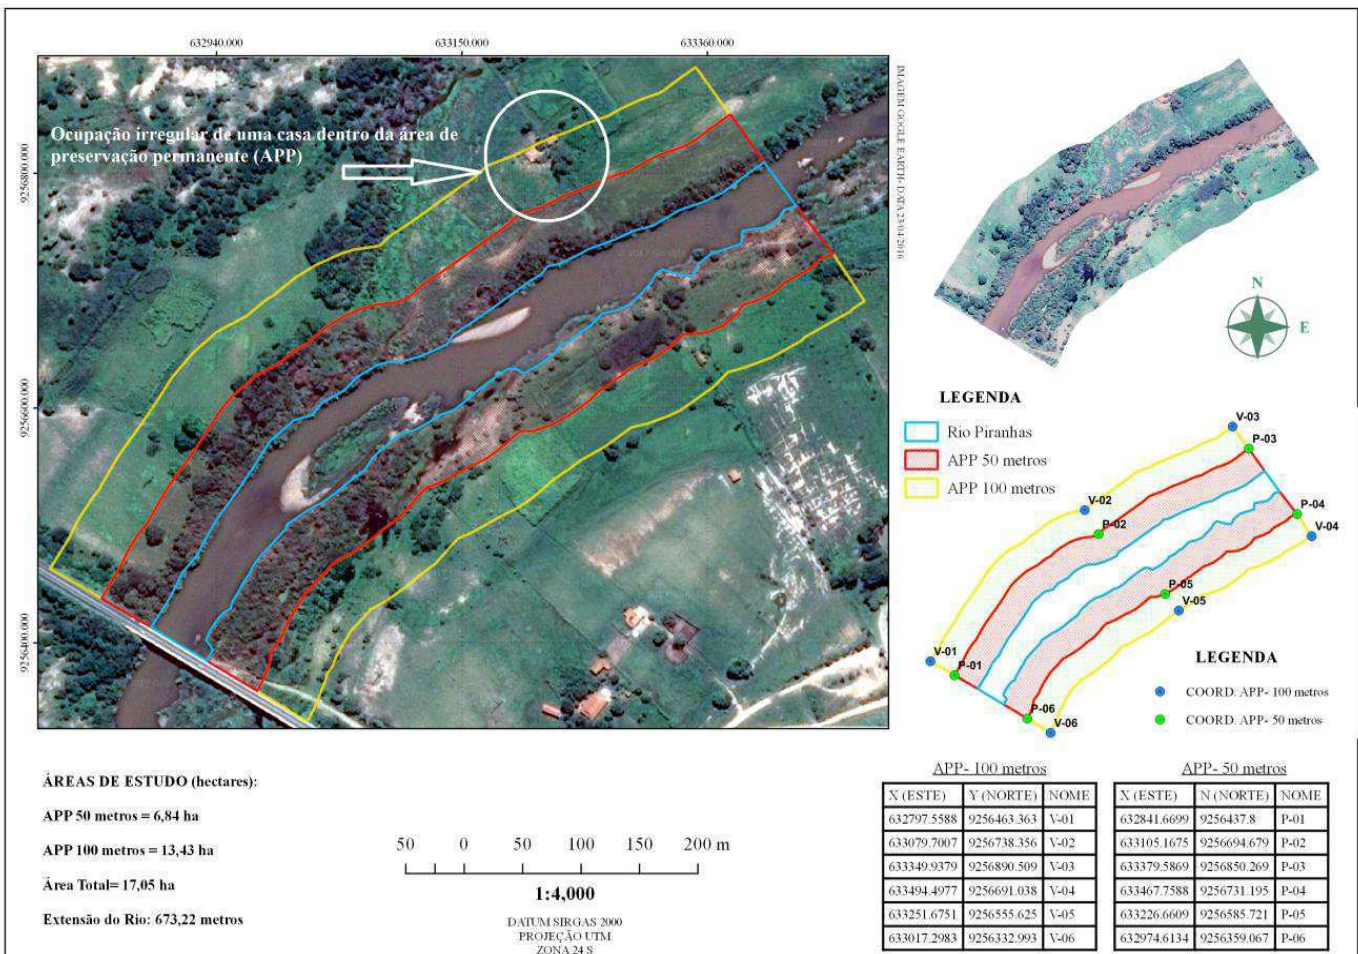 632940.000 633150.000 633360.000
9256800.000
9256600.000
9256400.000
Ocupação irregular de uma casa dentro da área de
preservação permanente (APP)
IMAGEM GOOGLE EARTH- DATA 23/04/2016
N
E
LEGENDA
Rio Piranhas
APP 50 metros
APP 100 metros
V-03
P-03
V-02
P-02
P-04
V-04
P-05
V-05
V-01
P-01
P-06
V-06
LEGENDA
COORD. APP- 100 metros
COORD. APP- 50 metros
ÁREAS DE ESTUDO (hectares):
APP 50 metros = 6,84 ha
APP 100 metros = 13,43 ha
Área Total= 17,05 ha
Extensão do Rio: 673,22 metros
50 0 50 100 150 200 m
1:4,000
DATUM SIRGAS 2000
PROJEÇÃO UTM
ZONA 24 S
APP- 100 metros
X (ESTE) Y (NORTE) NOME
632797.5588 9256463.363 V-01
633079.7007 9256738.356 V-02
633349.9379 9256890.509 V-03
633494.4977 9256691.038 V-04
633251.6751 9256555.625 V-05
633017.2983 9256332.993 V-06
APP- 50 metros
X (ESTE) N (NORTE) NOME
632841.6699 9256437.8 P-01
633105.1675 9256694.679 P-02
633379.5869 9256850.269 P-03
633467.7588 9256731.195 P-04
633226.6609 9256585.721 P-05
632974.6134 9256359.067 P-06